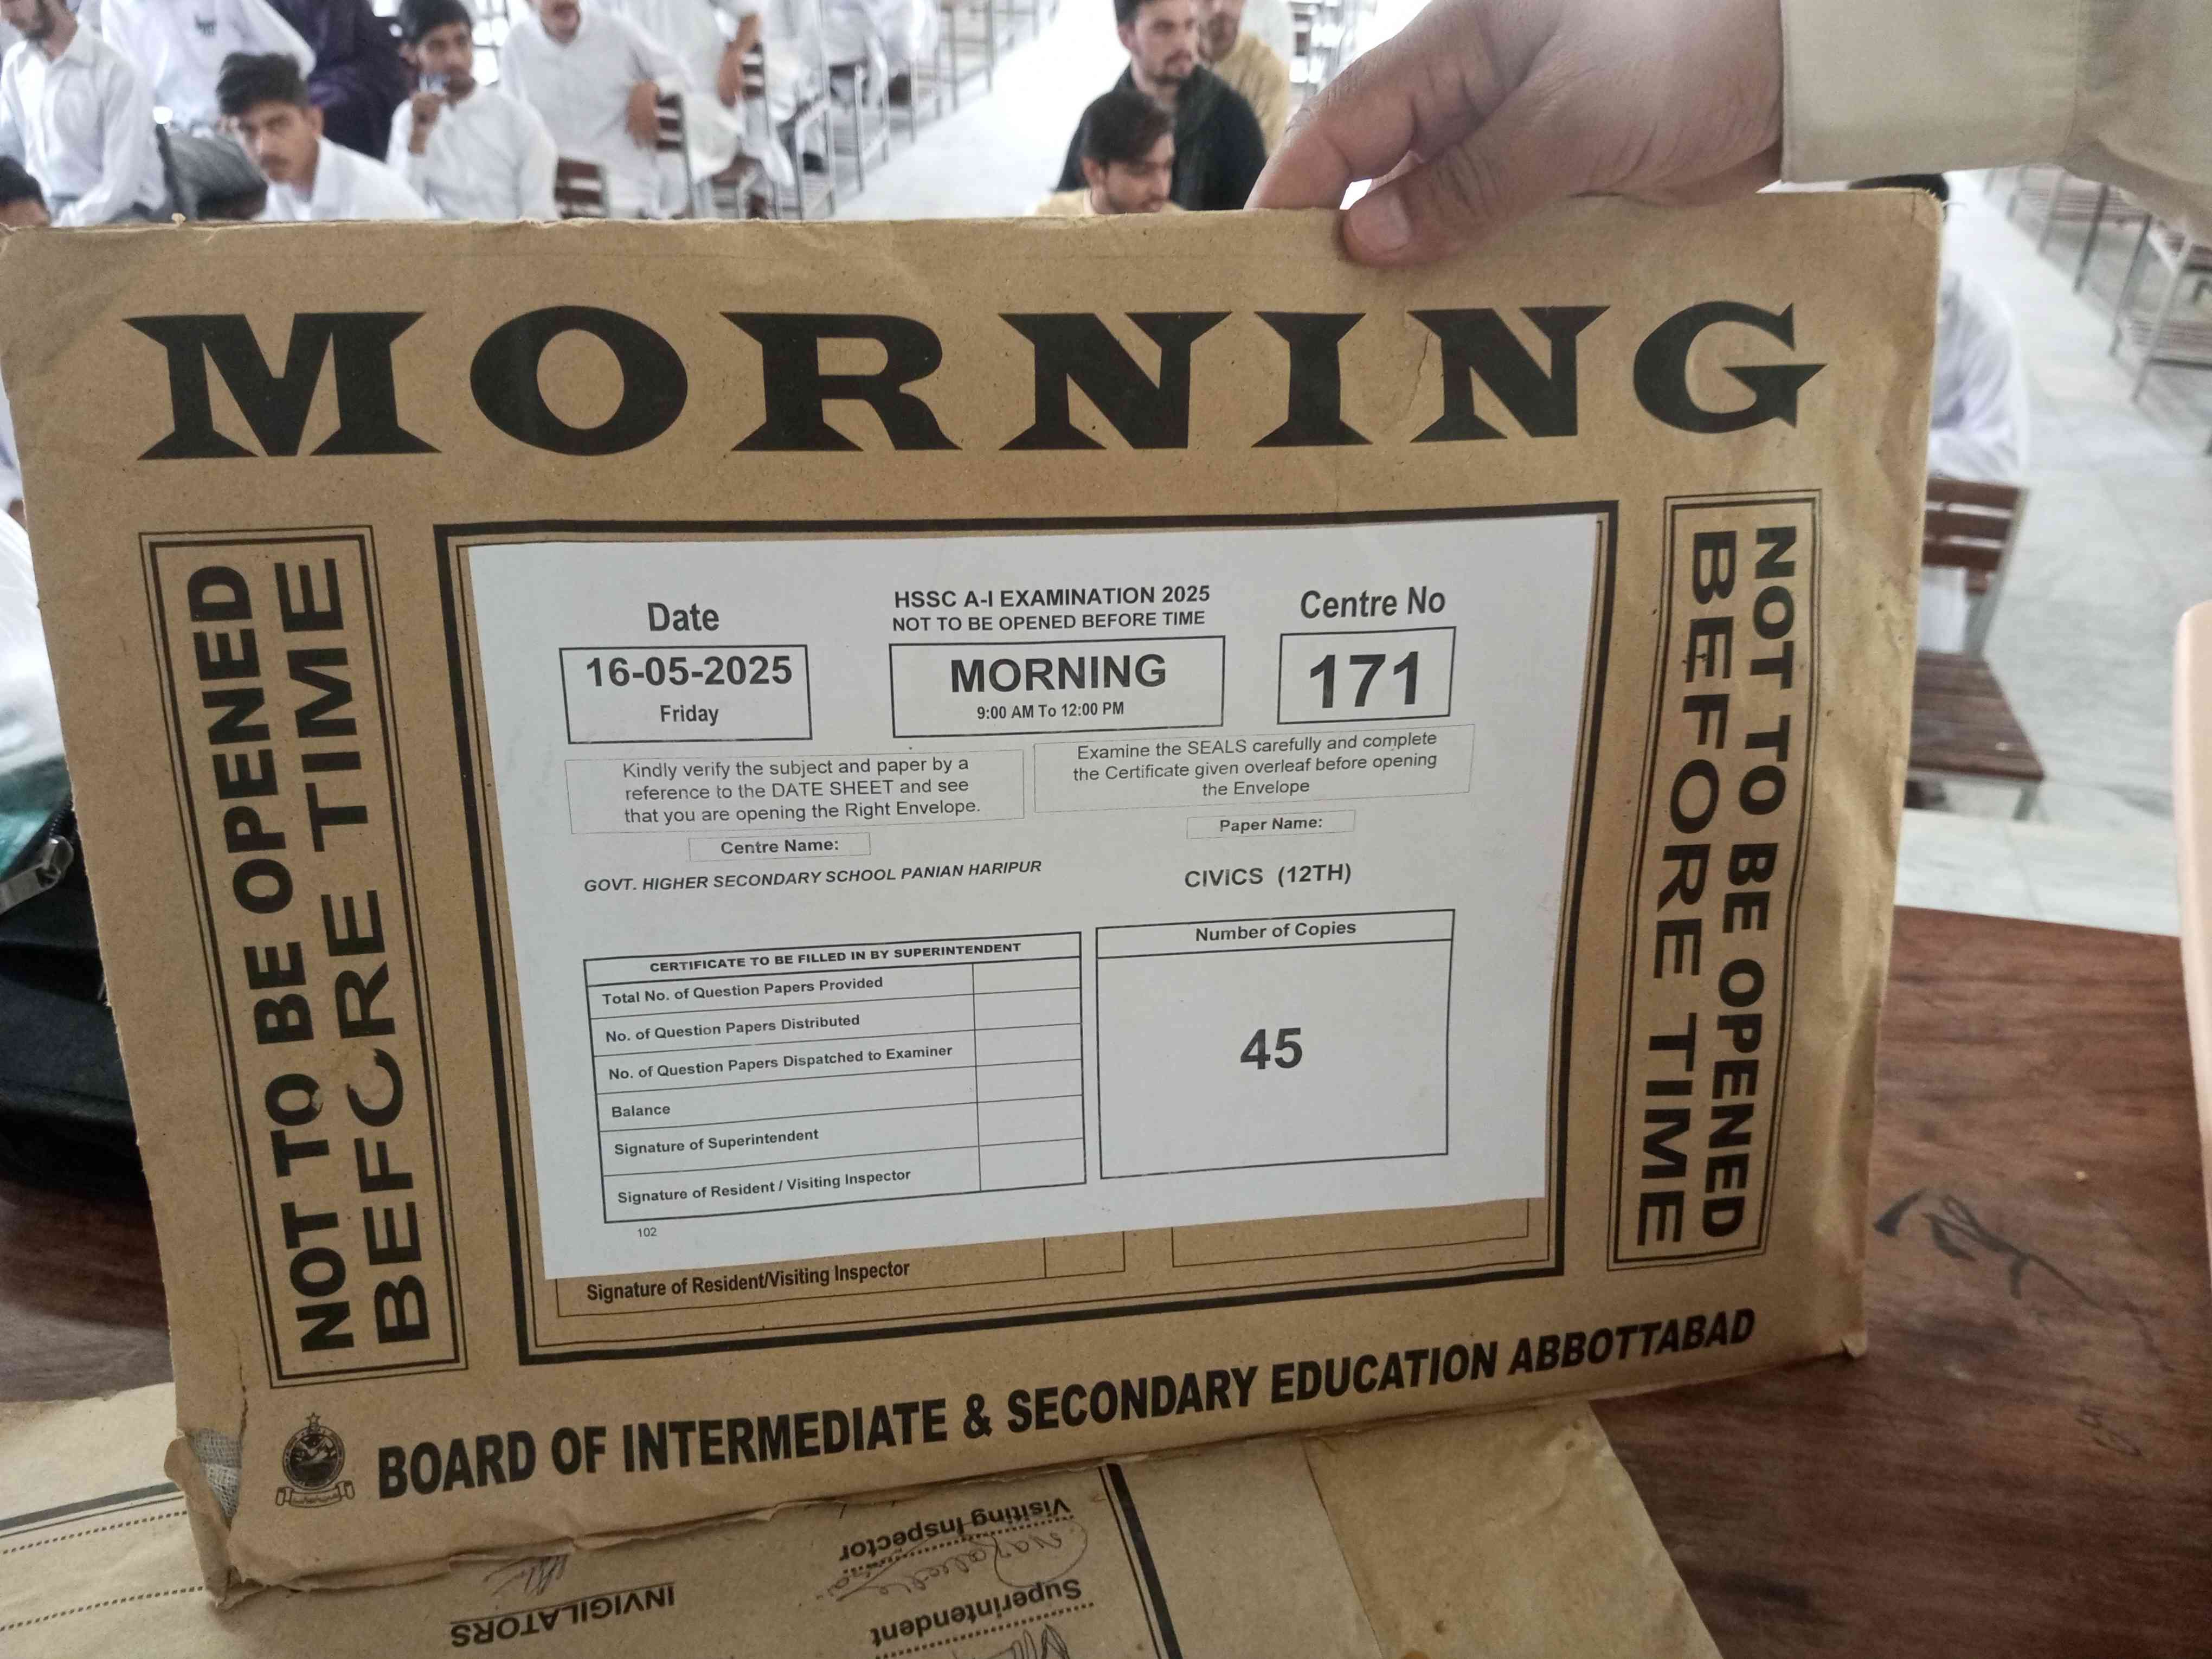 MORNING
NOT TO BE OPENED
BEFORE TIME
Date
16-05-2025
Friday
HSSC A-I EXAMINATION 2025
NOT TO BE OPENED BEFORE TIME
MORNING
9:00 AM To 12:00 PM
Centre No
171
Kindly verify the subject and paper by a
reference to the DATE SHEET and see
that you are opening the Right Envelope.
Examine the SEALS carefully and complete
the Certificate given overleaf before opening
the Envelope
Centre Name:
GOVT. HIGHER SECONDARY SCHOOL PANIAN HARIPUR
Paper Name:
CIVICS (12TH)
CERTIFICATE TO BE FILLED IN BY SUPERINTENDENT
Total No. of Question Papers Provided
No. of Question Papers Distributed
No. of Question Papers Dispatched to Examiner
Balance
Signature of Superintendent
Signature of Resident / Visiting Inspector
102
Number of Copies
45
Signature of Resident/Visiting Inspector
NOT TO BE OPENED
BEFORE TIME
BOARD OF INTERMEDIATE & SECONDARY EDUCATION ABBOTTABAD
Visiting Inspector
INVIGILATORS
Superintendent